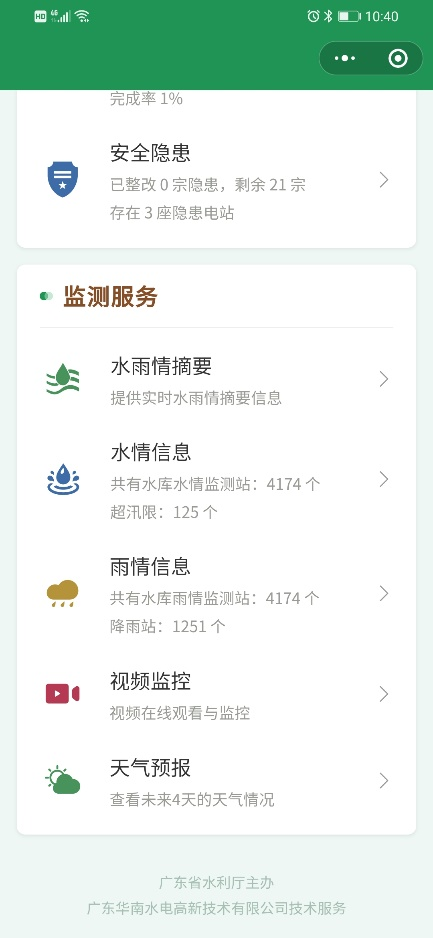 HD 4G 10:40
完成率 1%
安全隐患
已整改 0 宗隐患，剩余 21 宗
存在 3 座隐患电站
监测服务
水雨情摘要
提供实时水雨情摘要信息
水情信息
共有水库水情监测站：4174 个
超汛限：125 个
雨情信息
共有水库雨情监测站：4174 个
降雨站：1251 个
视频监控
视频在线观看与监控
天气预报
查看未来4天的天气情况
广东省水利厅主办
广东华南水电高新技术有限公司技术服务